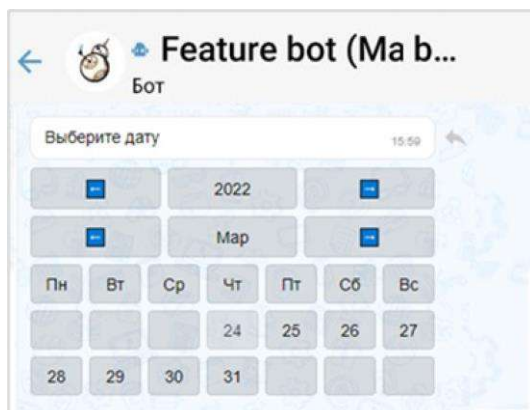 Feature bot (Ma b...
Бот
Выберите дату
15:59
2022
Мар
Пн Вт Ср Чт Пт Сб Вс
24 25 26 27
28 29 30 31